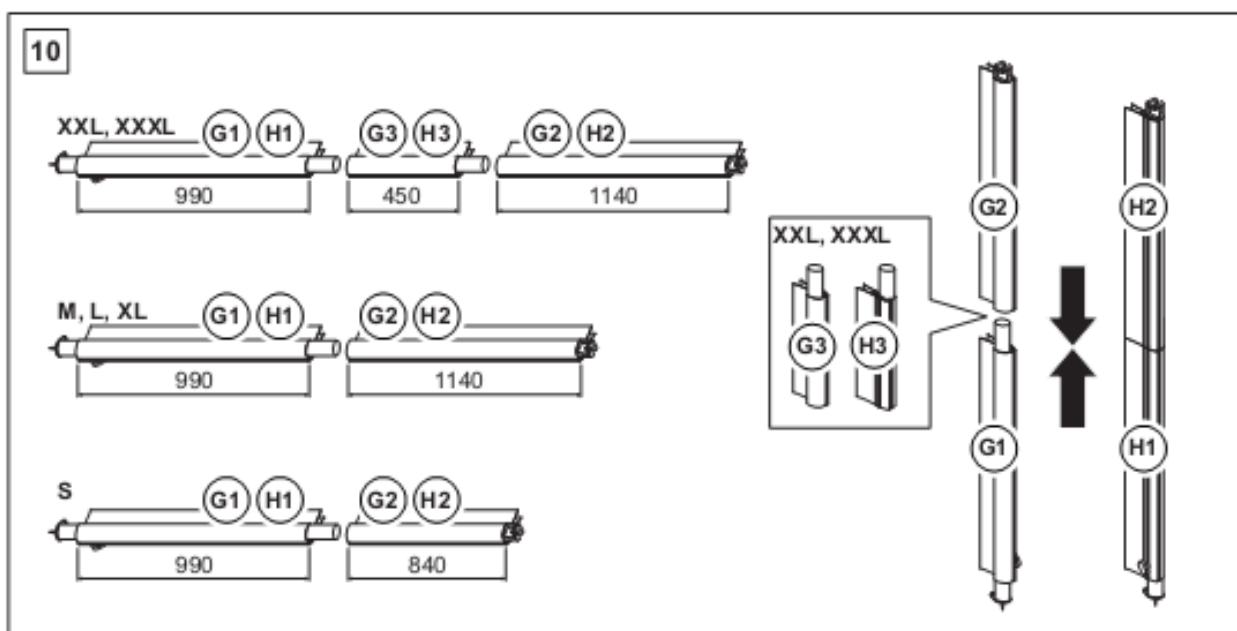 10
XXL, XXXL G1 H1 G3 H3 G2 H2
990 450 1140
M, L, XL G1 H1 G2 H2
990 1140
S G1 H1 G2 H2
990 840
XXL, XXXL
G3 H3
G2 H2
G1 H1